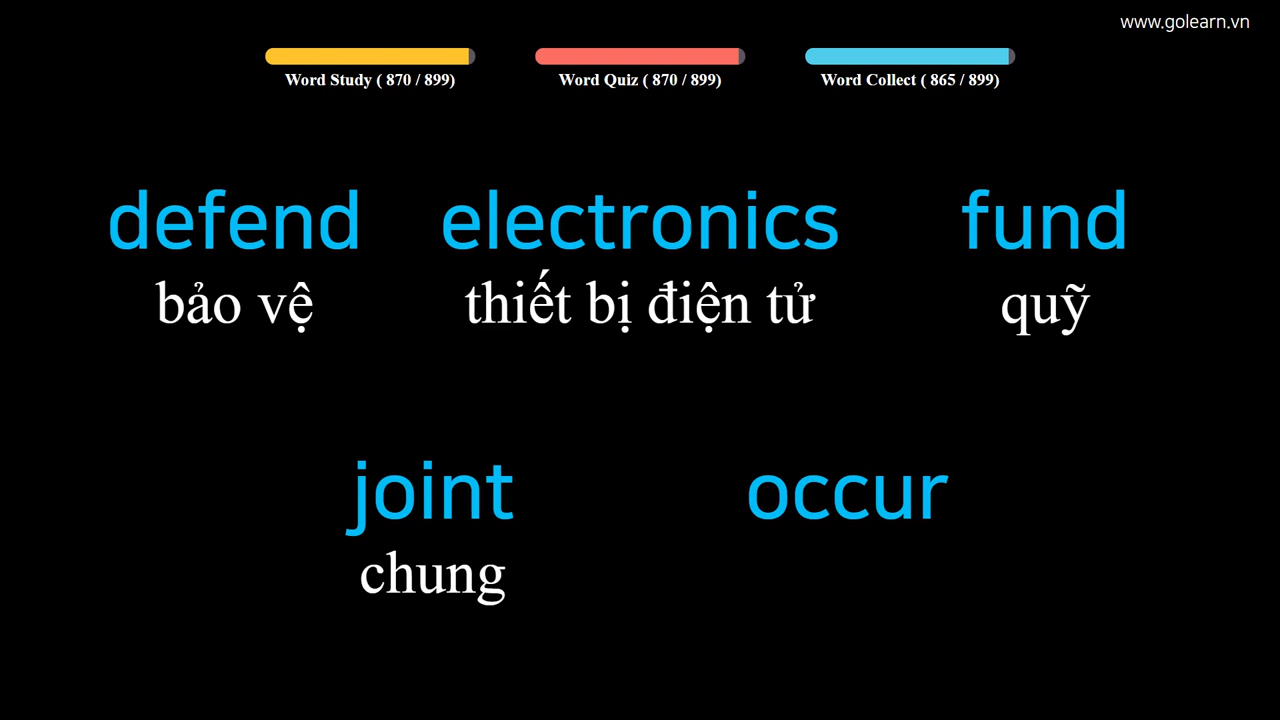 www.golearn.vn
Word Study ( 870 / 899) Word Quiz ( 870 / 899) Word Collect ( 865 / 899)
defend electronics fund
bảo vệ thiết bị điện tử quỹ
joint occur
chung